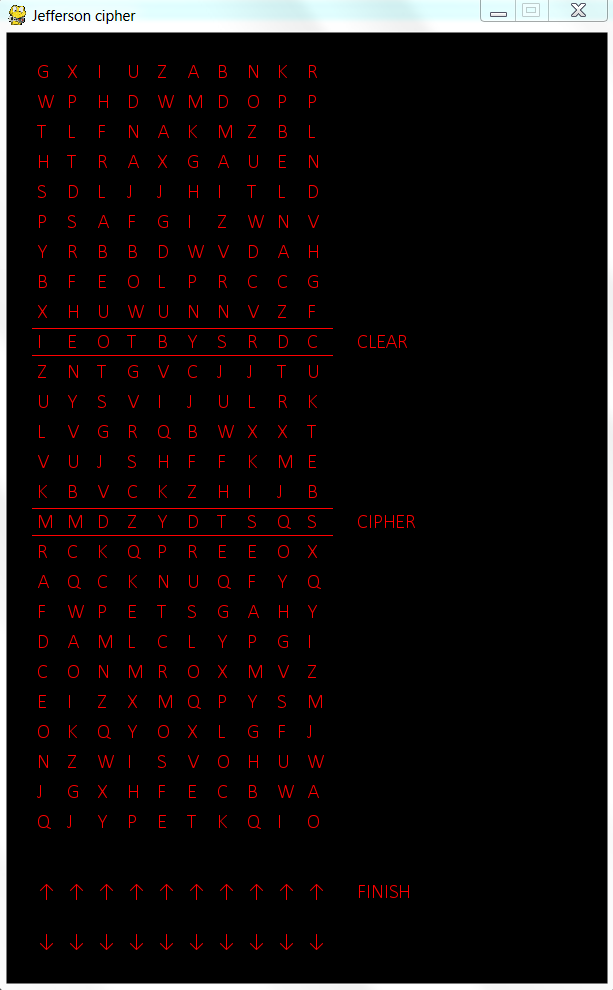 Jefferson cipher
G X I U Z A B N K R
W P H D W M D O P P
T L F N A K M Z B L
H T R A X G A U E N
S D L J J H I T L D
P S A F G I Z W N V
Y R B B D W V D A H
B F E O L P R C C G
X H U W U N N V Z F
I E O T B Y S R D C CLEAR
Z N T G V C J J T U
U Y S V I J U L R K
L V G R Q B W X X T
V U J S H F F K M E
K B V C K Z H I J B
M M D Z Y D T S Q S CIPHER
R C K Q P R E E O X
A Q C K N U Q F Y Q
F W P E T S G A H Y
D A M L C L Y P G I
C O N M R O X M V Z
E I Z X M Q P Y S M
O K Q Y O X L G F J
N Z W I S V O H U W
J G X H F E C B W A
Q J Y P E T K Q I O
↑ ↑ ↑ ↑ ↑ ↑ ↑ ↑ ↑ ↑ FINISH
↓ ↓ ↓ ↓ ↓ ↓ ↓ ↓ ↓ ↓